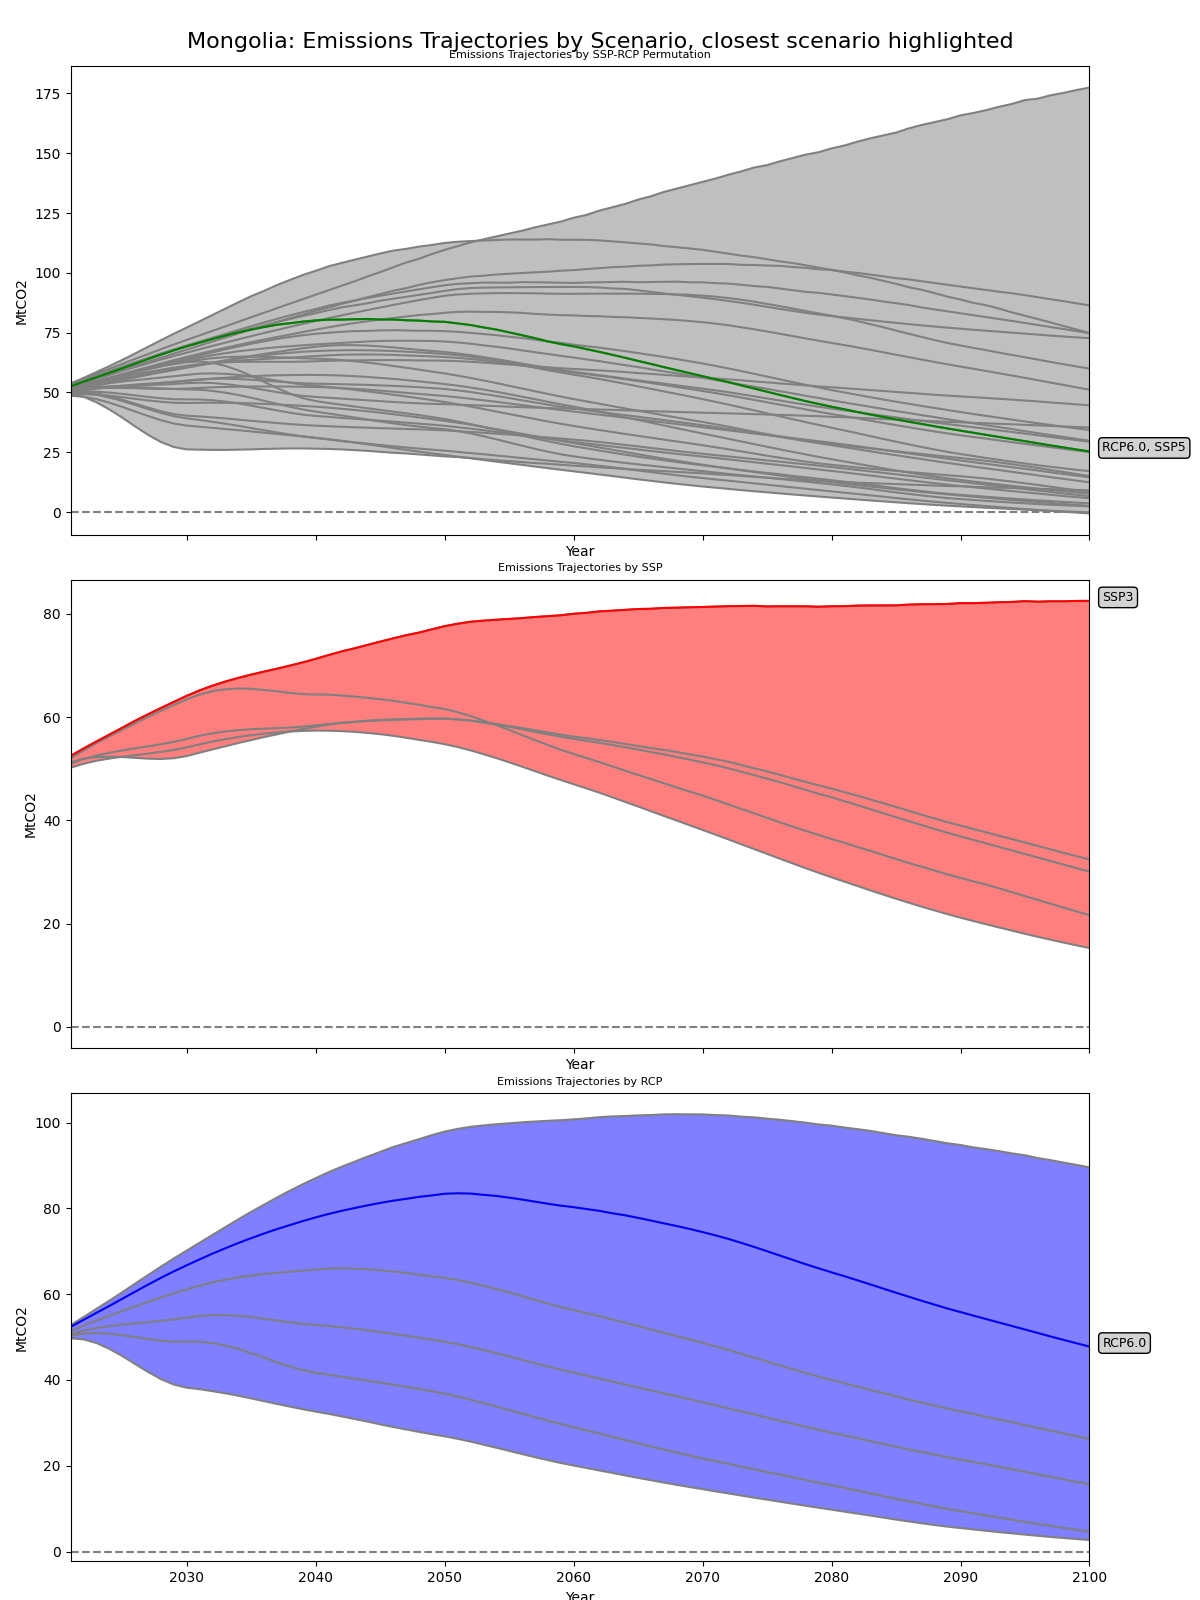 Mongolia: Emissions Trajectories by Scenario, closest scenario highlighted
Emissions Trajectories by SSP-RCP Permutation
175
150
125
100
75
50
25
0
MtCO2
RCP6.0, SSP5
Year
Emissions Trajectories by SSP
80
60
40
20
0
MtCO2
SSP3
Year
Emissions Trajectories by RCP
100
80
60
40
20
0
MtCO2
RCP6.0
2030 2040 2050 2060 2070 2080 2090 2100
Year